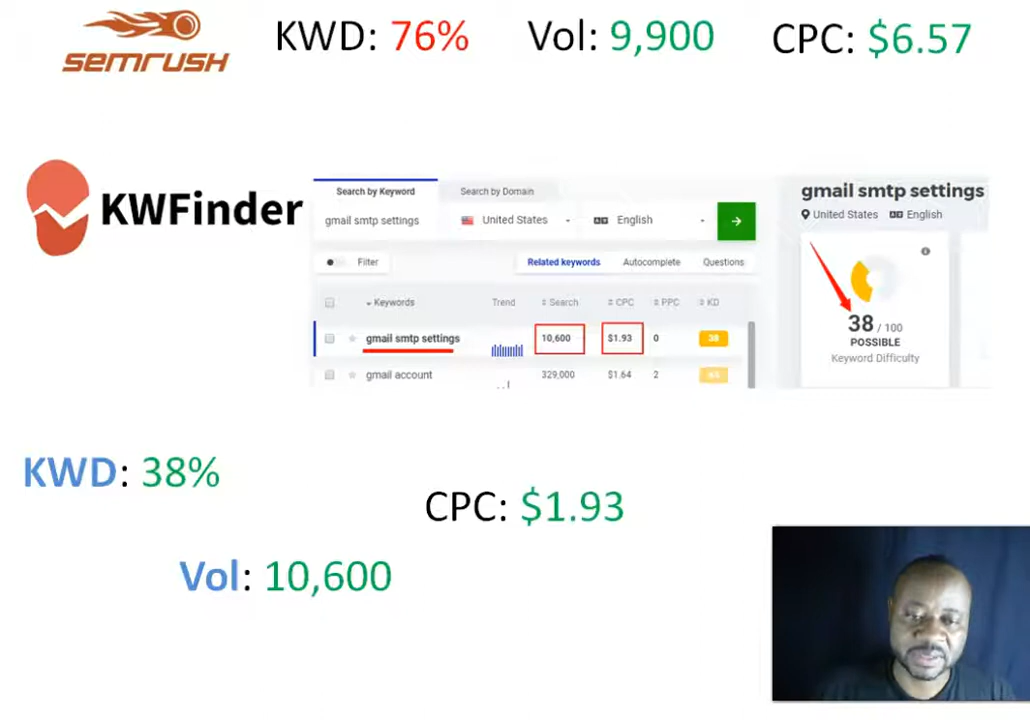 semrush
KWD: 76%
Vol: 9,900
CPC: $6.57
KWFinder
Search by Keyword
Search by Domain
gmail smtp settings
United States
English
Filter
Related keywords
Autocomplete
Questions
Keywords
Trend
Search
CPC
PPC
KD
gmail smtp settings
10,600
$1.93
0
38
gmail account
329,000
$1.64
2
gmail smtp settings
United States
English
38 / 100
POSSIBLE
Keyword Difficulty
KWD: 38%
CPC: $1.93
Vol: 10,600